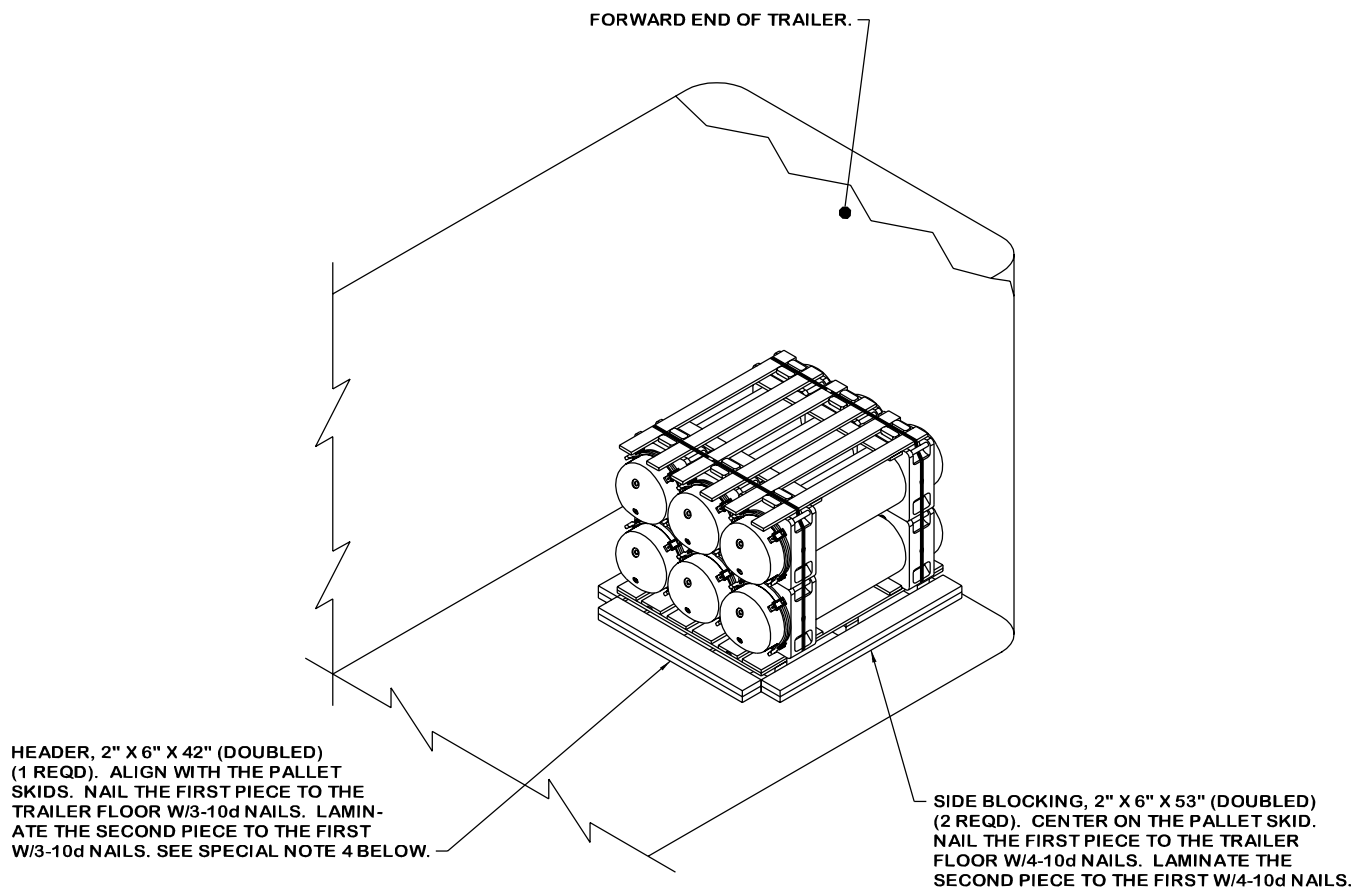 FORWARD END OF TRAILER.
HEADER, 2" X 6" X 42" (DOUBLED)
(1 REQD).  ALIGN WITH THE PALLET
SKIDS.  NAIL THE FIRST PIECE TO THE
TRAILER FLOOR W/3-10d NAILS.  LAMIN-
ATE THE SECOND PIECE TO THE FIRST
W/3-10d NAILS. SEE SPECIAL NOTE 4 BELOW.
SIDE BLOCKING, 2" X 6" X 53" (DOUBLED)
(2 REQD).  CENTER ON THE PALLET SKID.
NAIL THE FIRST PIECE TO THE TRAILER
FLOOR W/4-10d NAILS.  LAMINATE THE
SECOND PIECE TO THE FIRST W/4-10d NAILS.